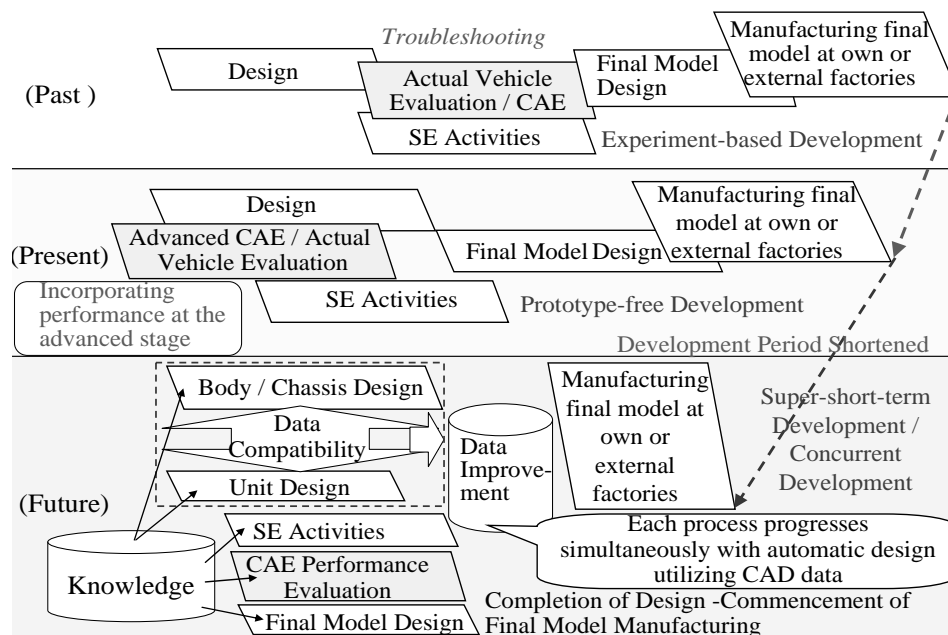 Troubleshooting
Manufacturing final
model at own or
external factories
(Past )
Design
Actual Vehicle
Evaluation / CAE
Final Model
Design
SE Activities
Experiment-based Development
(Present)
Design
Advanced CAE / Actual
Vehicle Evaluation
Final Model Design
Manufacturing final
model at own or
external factories
Incorporating
performance at the
advanced stage
SE Activities
Prototype-free Development
Development Period Shortened
(Future)
Body / Chassis Design
Data
Compatibility
Unit Design
Data
Improve-
ment
Manufacturing
final model at
own or
external
factories
Super-short-term
Development /
Concurrent
Development
Knowledge
SE Activities
CAE Performance
Evaluation
Final Model Design
Each process progresses
simultaneously with automatic design
utilizing CAD data
Completion of Design -Commencement of
Final Model Manufacturing